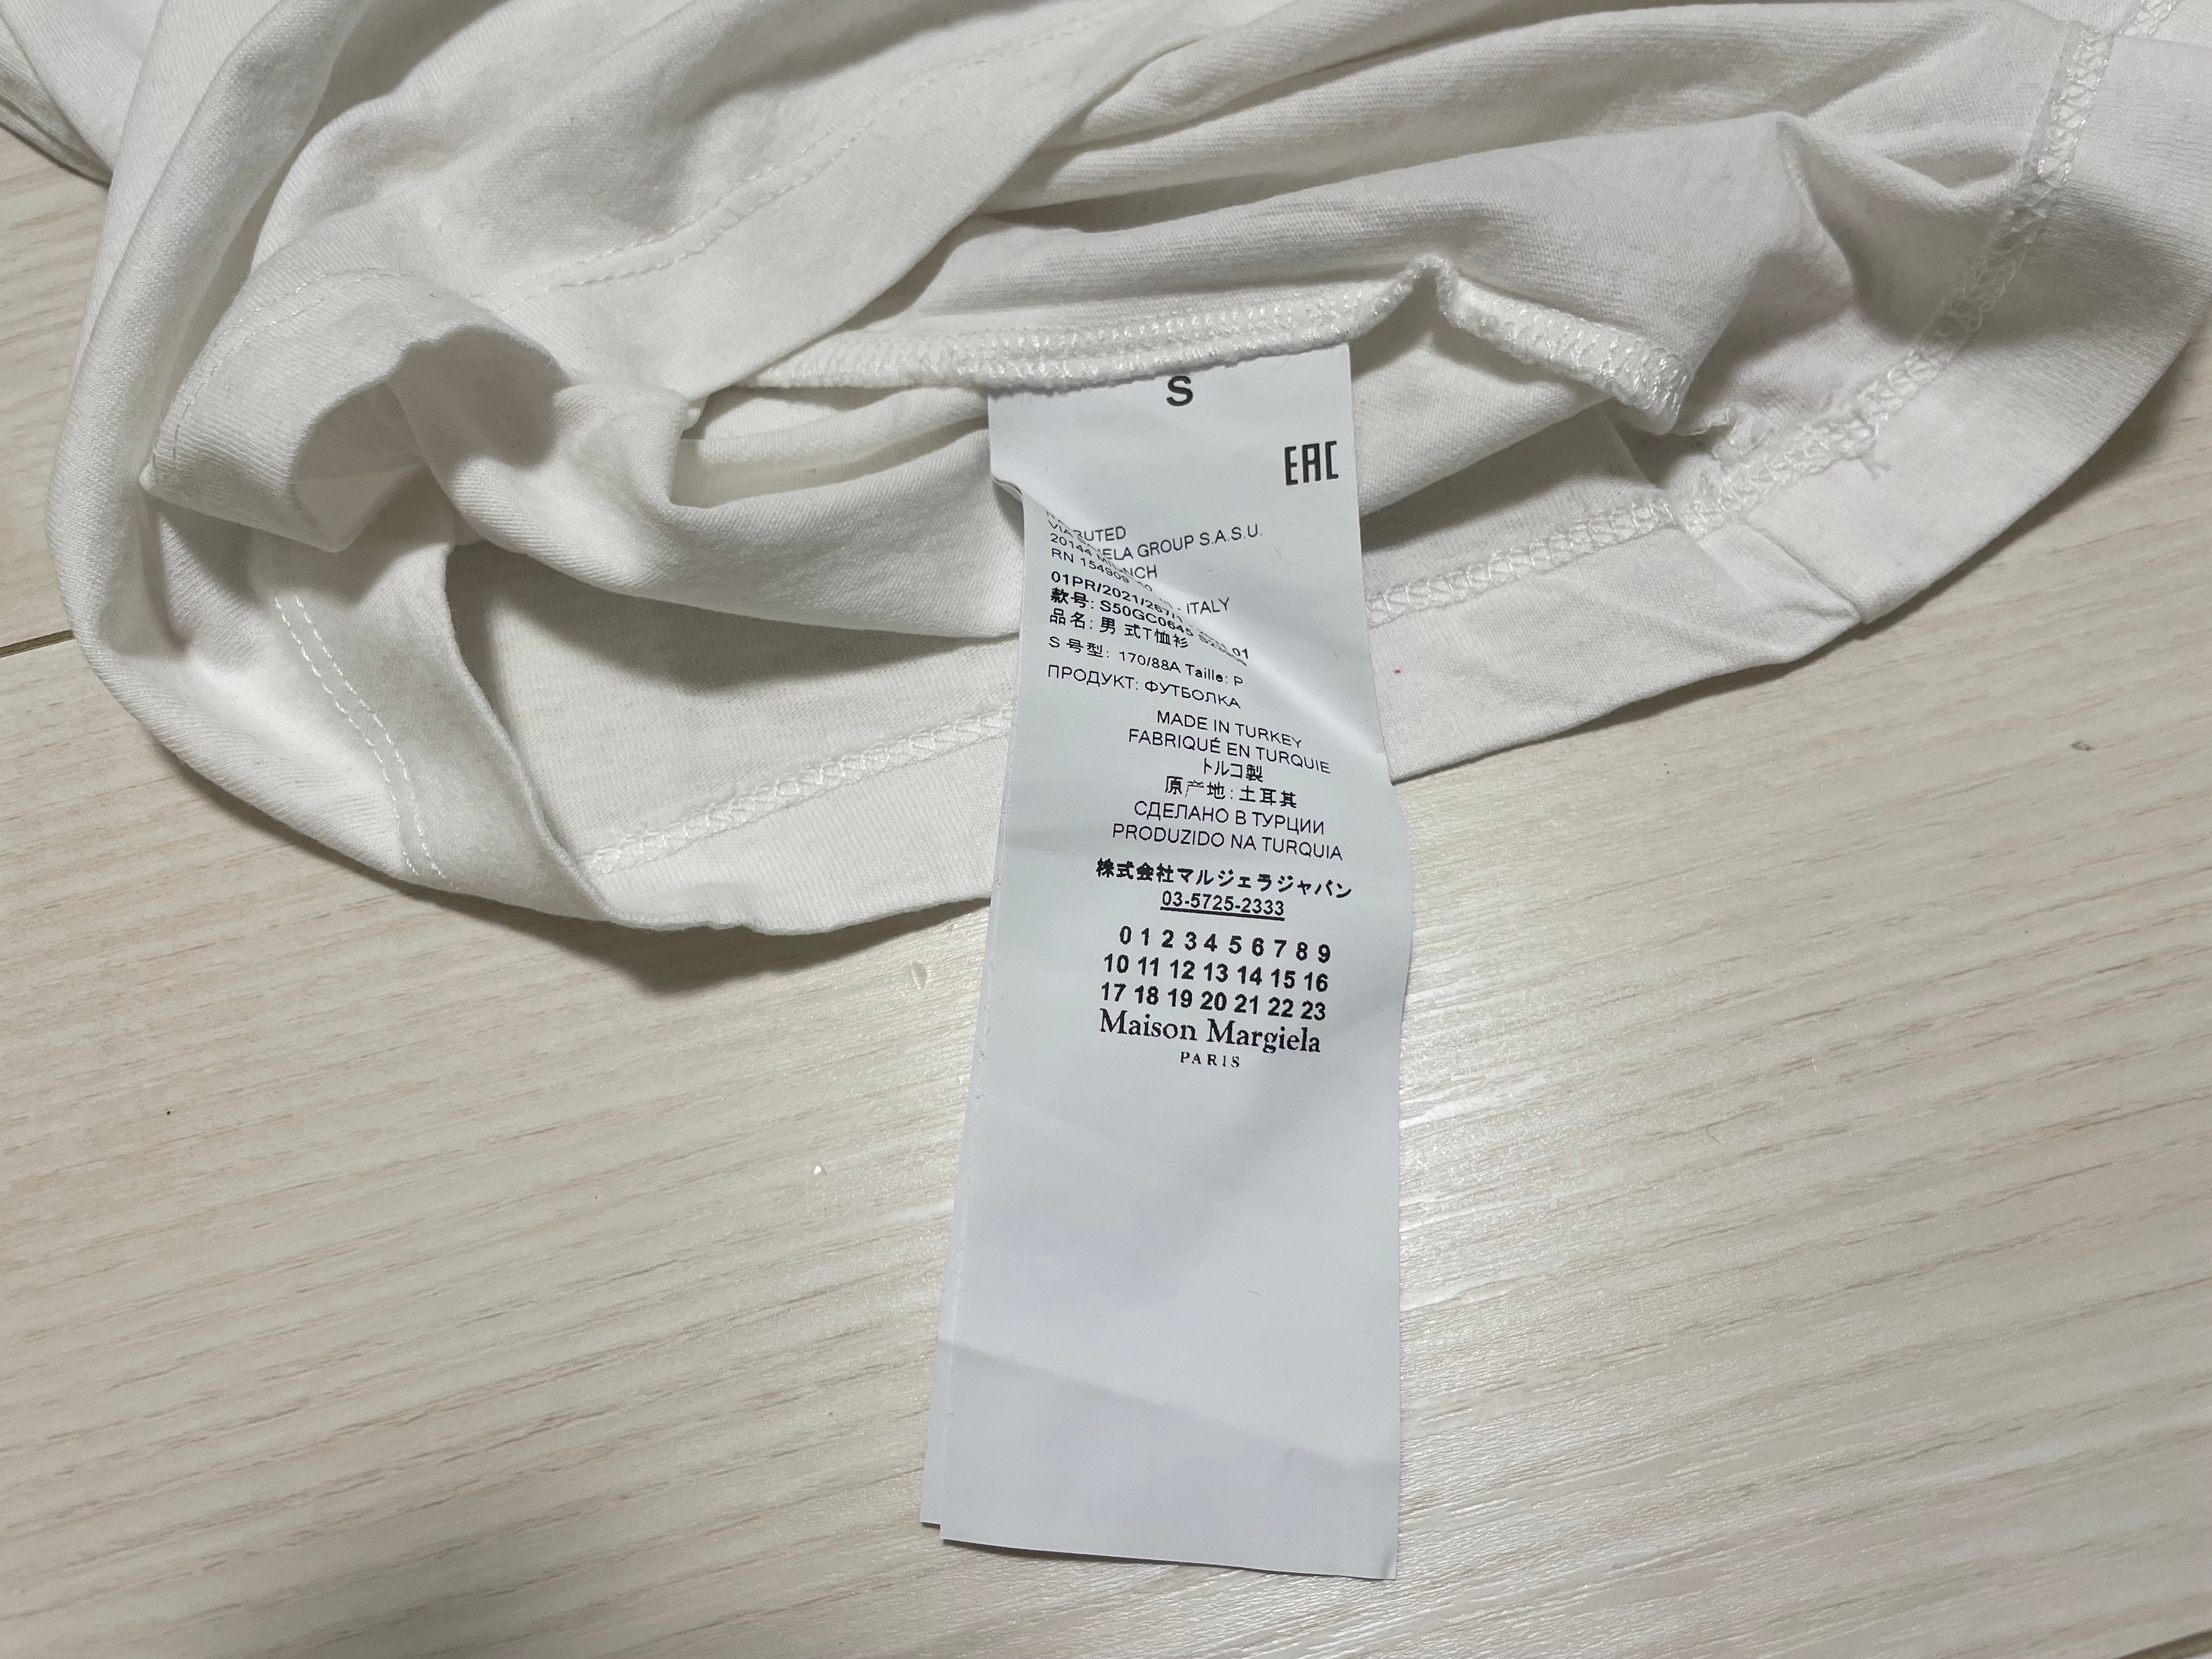 S
EAC
GROUP S.A.S.U.
20144
RN 154909
ITALY
01PR/2021/267/
款号: S50GC0645
品名: 男 式T恤衫
S 号型: 170/88A Taille: P
ПРОДУКТ: ФУТБОЛКА
MADE IN TURKEY
FABRIQUÉ EN TURQUIE
トルコ製
原产地: 土耳其
СДЕЛАНО В ТУРЦИИ
PRODUZIDO NA TURQUIA
株式会社マルジェラジャパン
03-5725-2333
0 1 2 3 4 5 6 7 8 9
10 11 12 13 14 15 16
17 18 19 20 21 22 23
Maison Margiela
PARIS